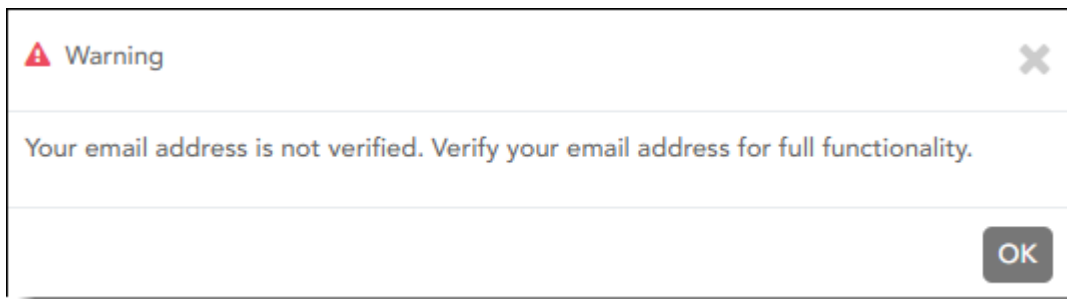 Warning
Your email address is not verified. Verify your email address for full functionality.
OK